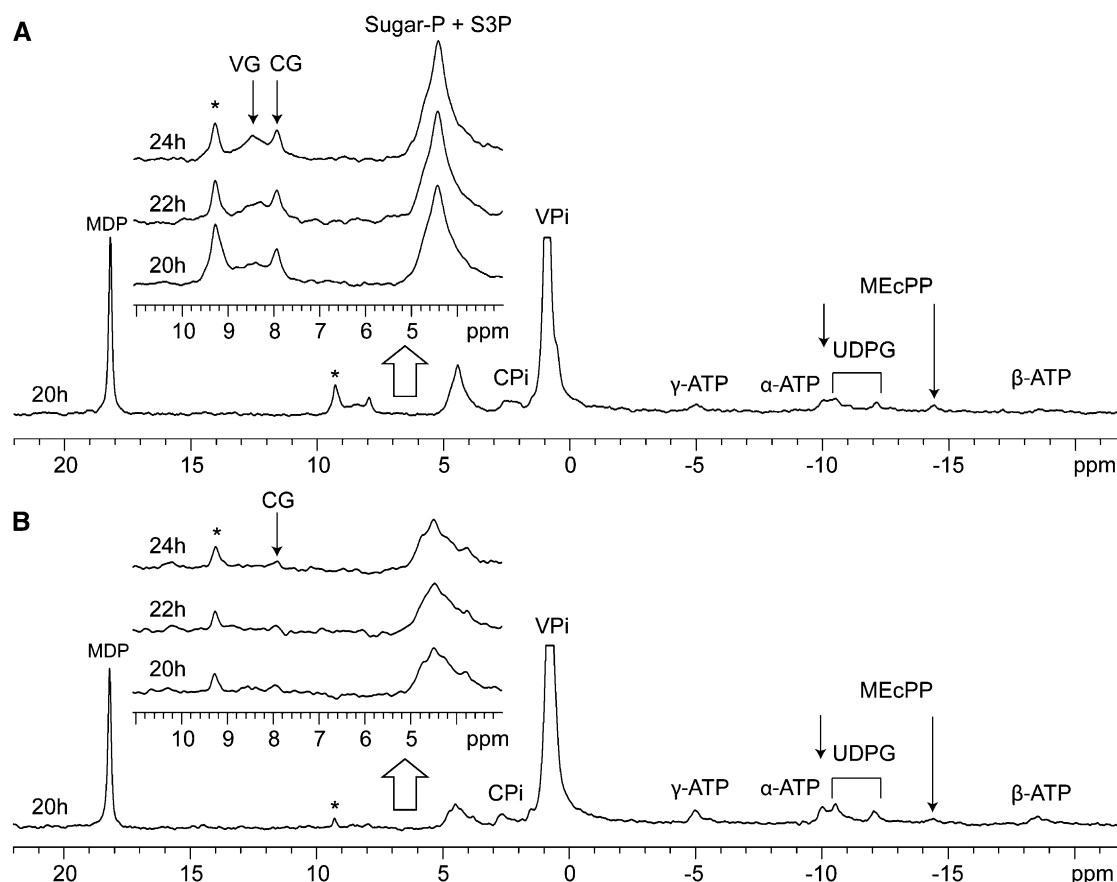 A
Sugar-P + S3P
VG CG
*
24h
22h
20h
10 9 8 7 6 5 ppm
MDP
VPi
MEcPP
UDPG
20h
*
CPi
γ-ATP
α-ATP
β-ATP
20 15 10 5 0 -5 -10 -15 ppm
B
CG
*
24h
22h
20h
10 9 8 7 6 5 ppm
MDP
VPi
MEcPP
UDPG
20h
*
CPi
γ-ATP
α-ATP
β-ATP
20 15 10 5 0 -5 -10 -15 ppm